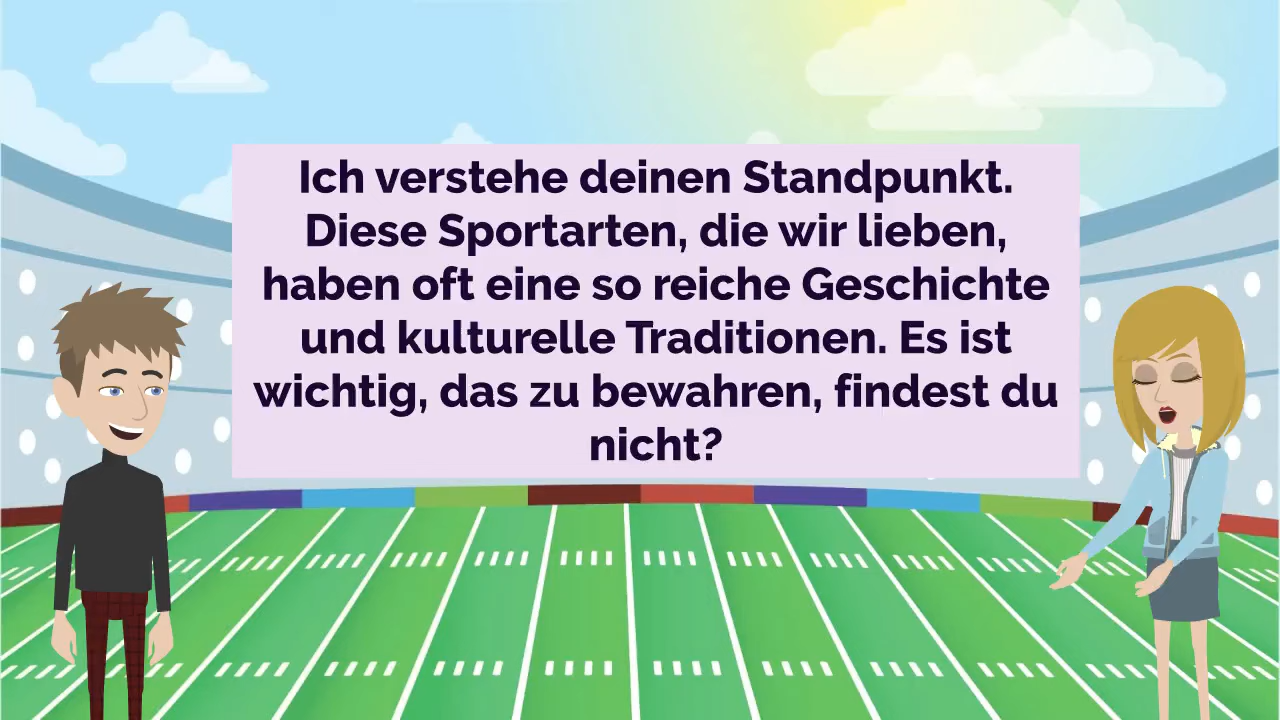 Ich verstehe deinen Standpunkt.
Diese Sportarten, die wir lieben,
haben oft eine so reiche Geschichte
und kulturelle Traditionen. Es ist
wichtig, das zu bewahren, findest du
nicht?